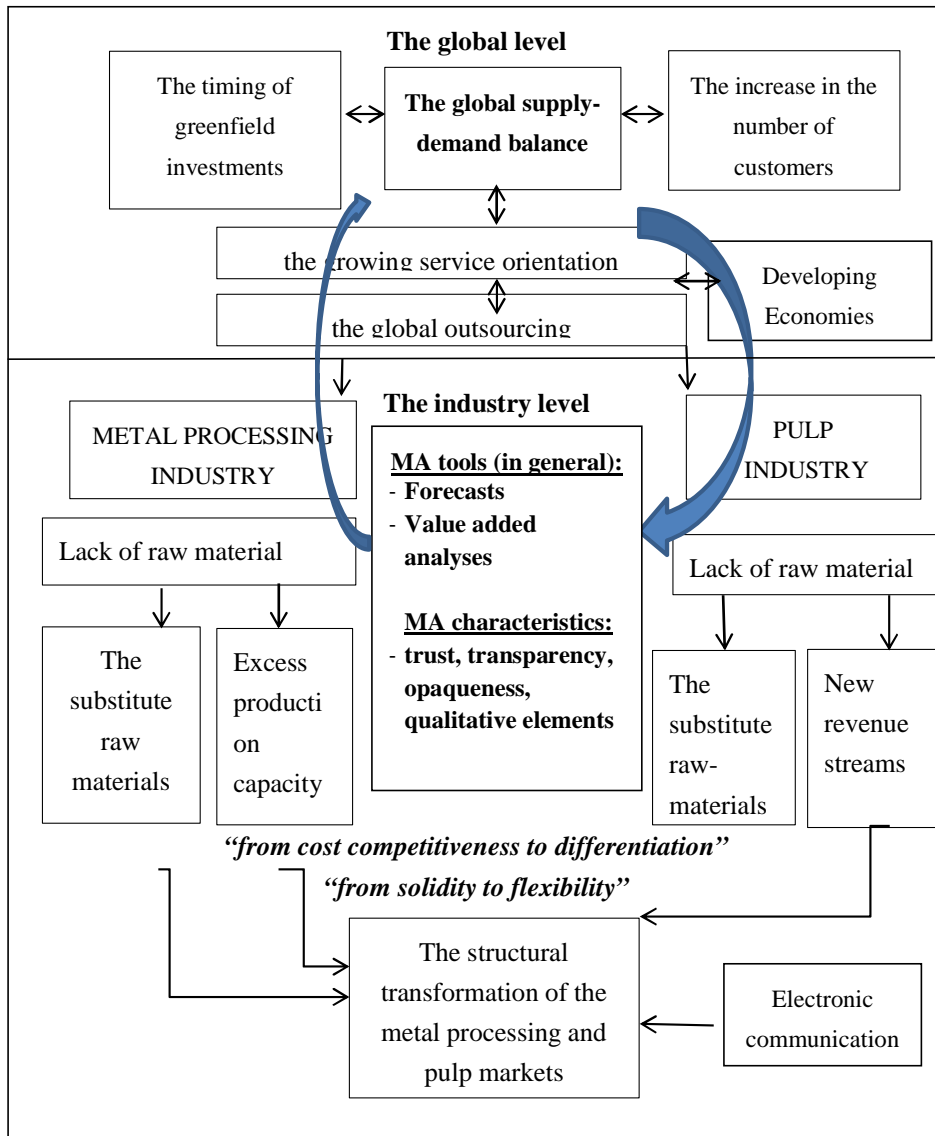 The global level
The timing of
greenfield
investments
The global supply-
demand balance
The increase in the
number of
customers
the growing service orientation
Developing
Economies
the global outsourcing
The industry level
METAL PROCESSING
INDUSTRY
MA tools (in general):
- Forecasts
- Value added
analyses
MA characteristics:
- trust, transparency,
opaqueness,
qualitative elements
PULP
INDUSTRY
Lack of raw material
Lack of raw material
The
substitute
raw
materials
Excess
producti
on
capacity
The
substitute
raw-
materials
New
revenue
streams
“from cost competitiveness to differentiation”
“from solidity to flexibility”
The structural
transformation of the
metal processing and
pulp markets
Electronic
communication